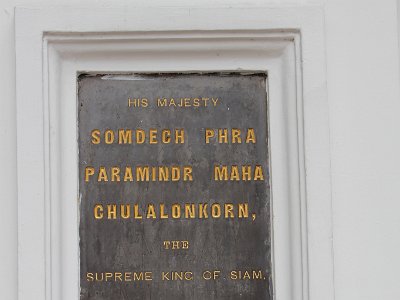 HIS MAJESTY
SOMDECH PHRA
PARAMINDR MAHA
CHULALONKORN,
THE
SUPREME KING OF SIAM.